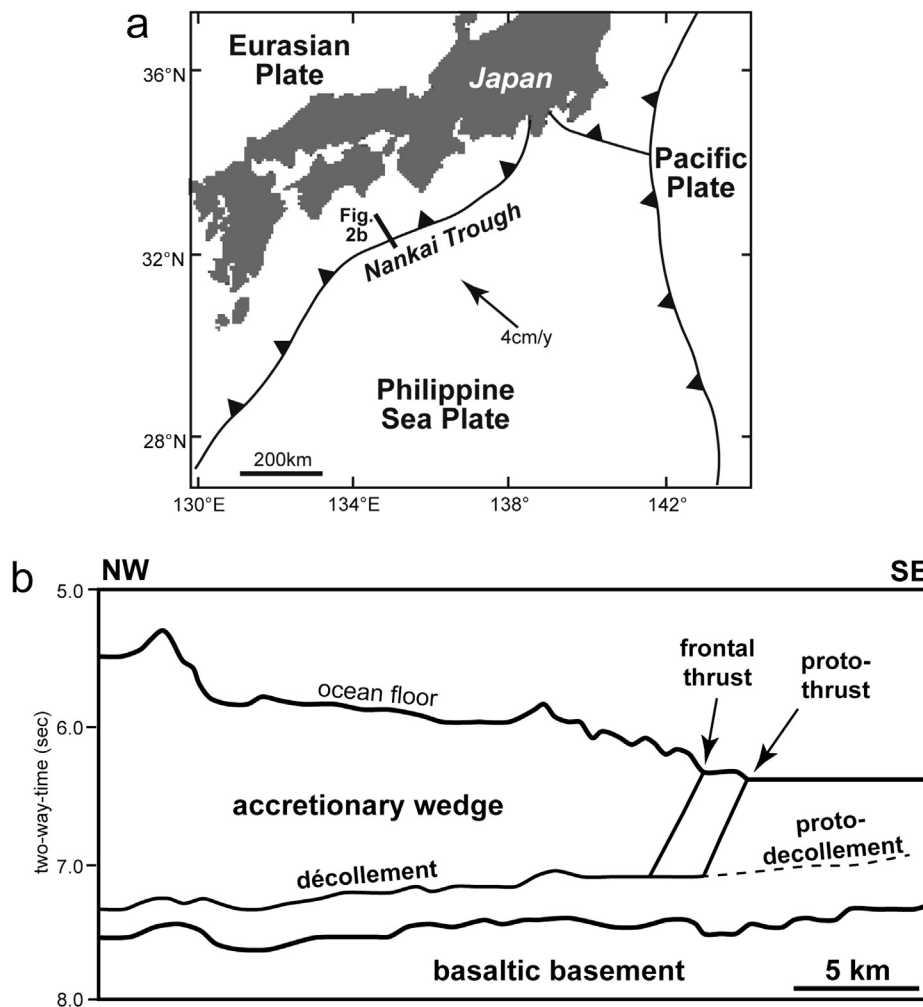 a
Eurasian
Plate
36°N
Japan
Pacific
Plate
Fig.
2b
32°N
Nankai Trough
4cm/y
Philippine
Sea Plate
28°N
200km
130°E
134°E
138°
142°
b
NW
SE
5.0
frontal
thrust
proto-
thrust
ocean floor
6.0
two-way-time (sec)
accretionary wedge
proto-
decollement
7.0
décollement
basaltic basement
5 km
8.0